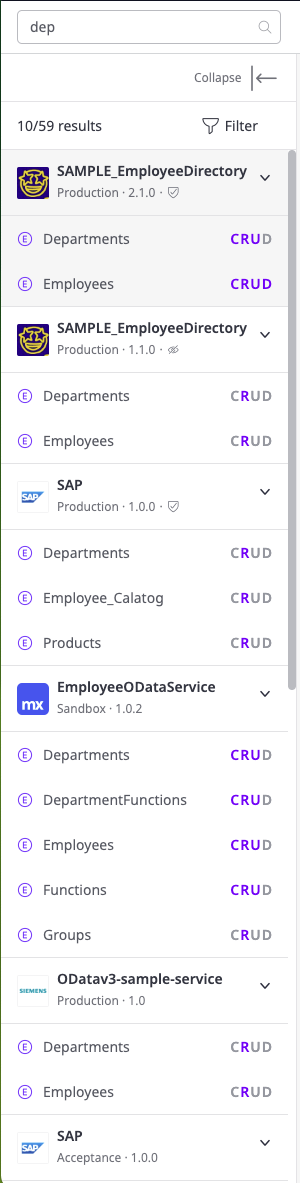 dep
Collapse
10/59 results Filter
SAMPLE_EmployeeDirectory
Production · 2.1.0 ·
E Departments CRUD
E Employees CRUD
SAMPLE_EmployeeDirectory
Production · 1.1.0 ·
E Departments CRUD
E Employees CRUD
SAP SAP
Production · 1.0.0 ·
E Departments CRUD
E Employee_Calatog CRUD
E Products CRUD
mx EmployeeODataService
Sandbox · 1.0.2
E Departments CRUD
E DepartmentFunctions CRUD
E Employees CRUD
E Functions CRUD
E Groups CRUD
SIEMENS ODatav3-sample-service
Production · 1.0
E Departments CRUD
E Employees CRUD
SAP SAP
Acceptance · 1.0.0